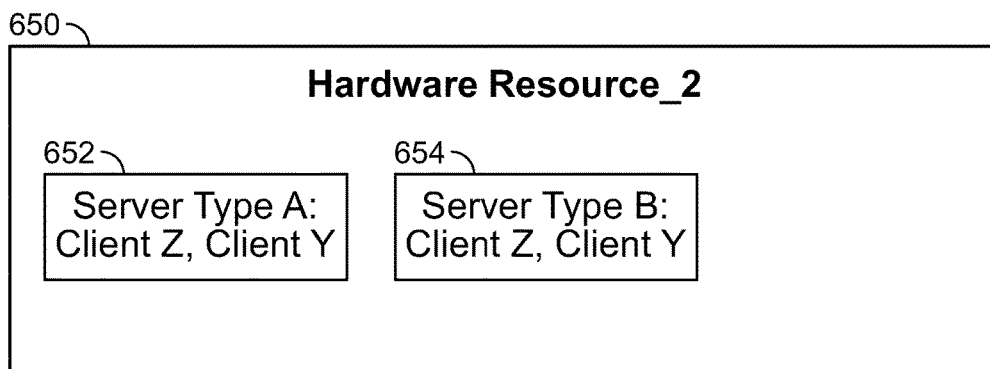 650
Hardware Resource_2
652
654
Server Type A:
Client Z, Client Y
Server Type B:
Client Z, Client Y